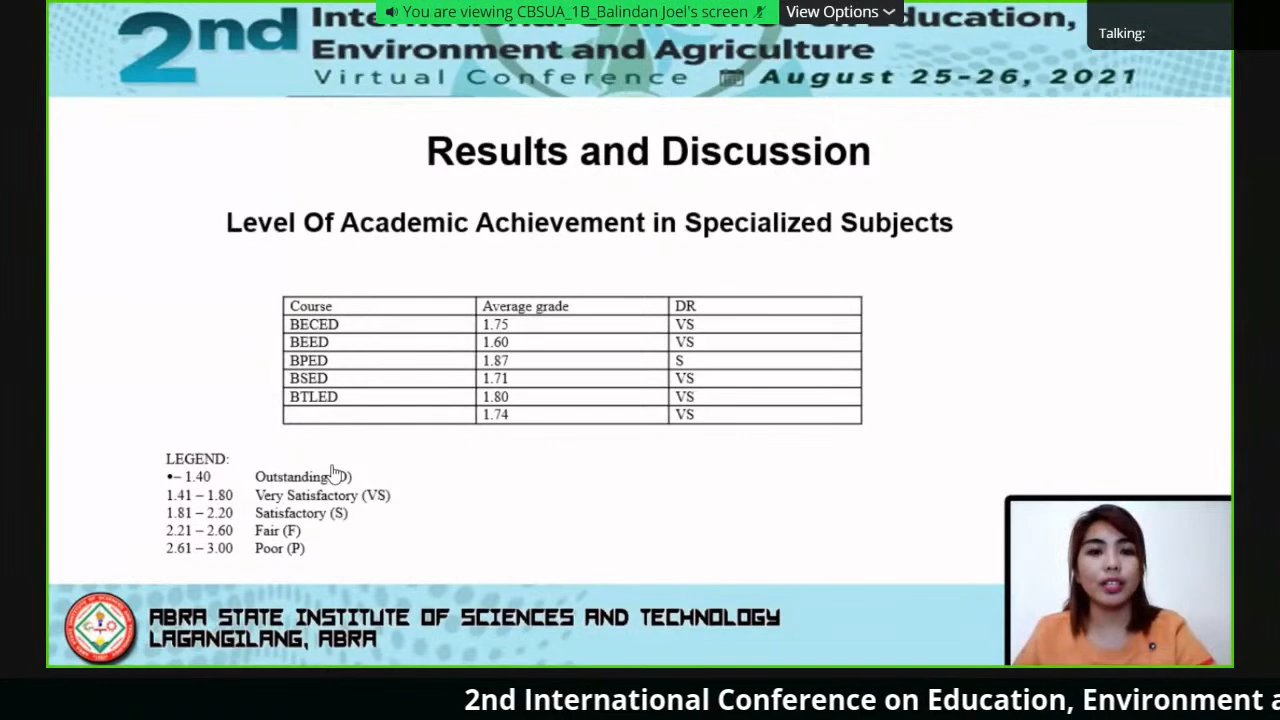 You are viewing CBSUA_1B_Balindan Joel's screen
View Options
Talking:
2nd
Education,
Environment and Agriculture
Virtual Conference August 25-26, 2021
Results and Discussion
Level Of Academic Achievement in Specialized Subjects
Course Average grade DR
BECED 1.75 VS
BEED 1.60 VS
BPED 1.87 S
BSED 1.71 VS
BTLED 1.80 VS
1.74 VS
LEGEND:
•– 1.40 Outstanding
1.41 – 1.80 Very Satisfactory (VS)
1.81 – 2.20 Satisfactory (S)
2.21 – 2.60 Fair (F)
2.61 – 3.00 Poor (P)
ABRA STATE INSTITUTE OF SCIENCES AND TECHNOLOGY
LAGANGILANG, ABRA
2nd International Conference on Education, Environment a